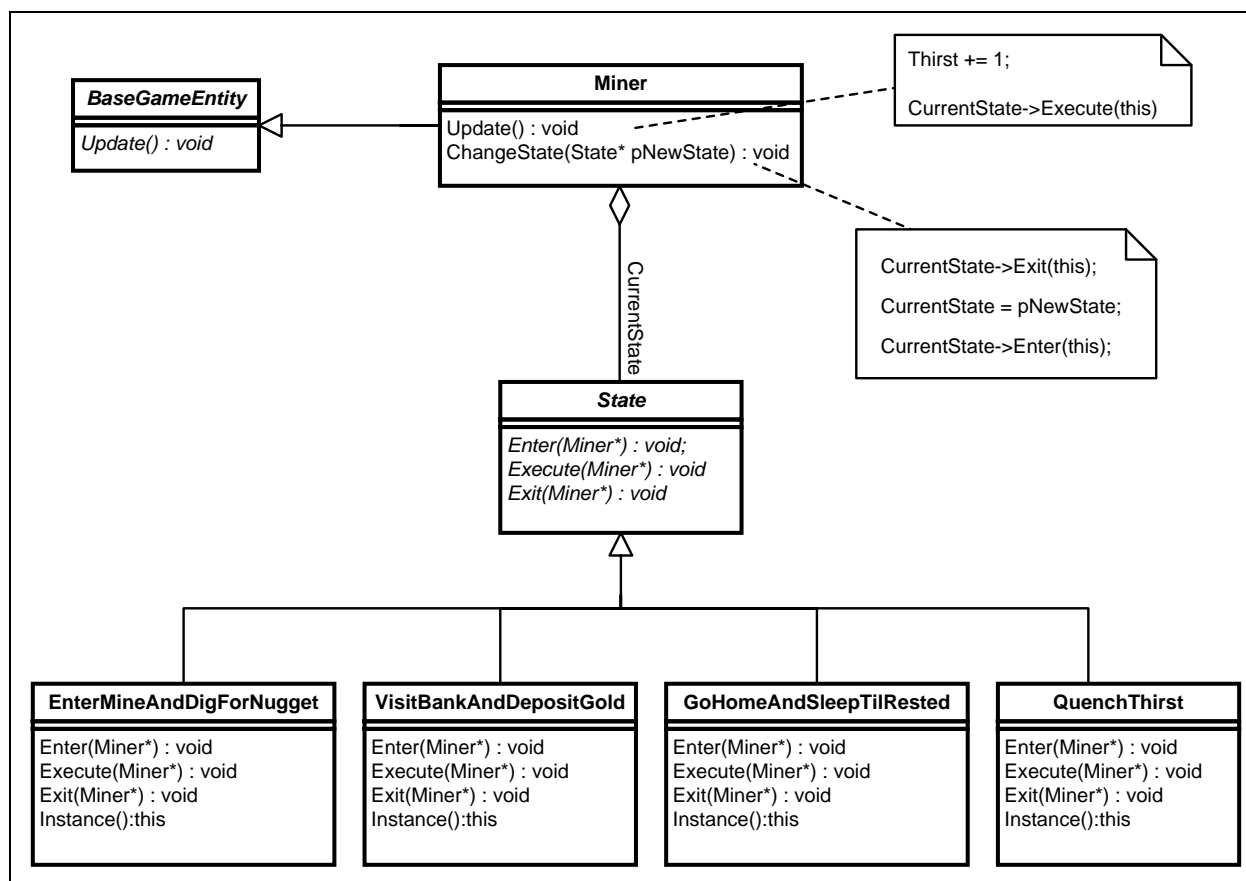 BaseGameEntity
Update() : void
Miner
Update() : void
ChangeState(State* pNewState) : void
Thirst += 1;
CurrentState->Execute(this)
CurrentState->Exit(this);
CurrentState = pNewState;
CurrentState->Enter(this);
CurrentState
State
Enter(Miner*) : void;
Execute(Miner*) : void
Exit(Miner*) : void
EnterMineAndDigForNugget
Enter(Miner*) : void
Execute(Miner*) : void
Exit(Miner*) : void
Instance():this
VisitBankAndDepositGold
Enter(Miner*) : void
Execute(Miner*) : void
Exit(Miner*) : void
Instance():this
GoHomeAndSleepTilRested
Enter(Miner*) : void
Execute(Miner*) : void
Exit(Miner*) : void
Instance():this
QuenchThirst
Enter(Miner*) : void
Execute(Miner*) : void
Exit(Miner*) : void
Instance():this